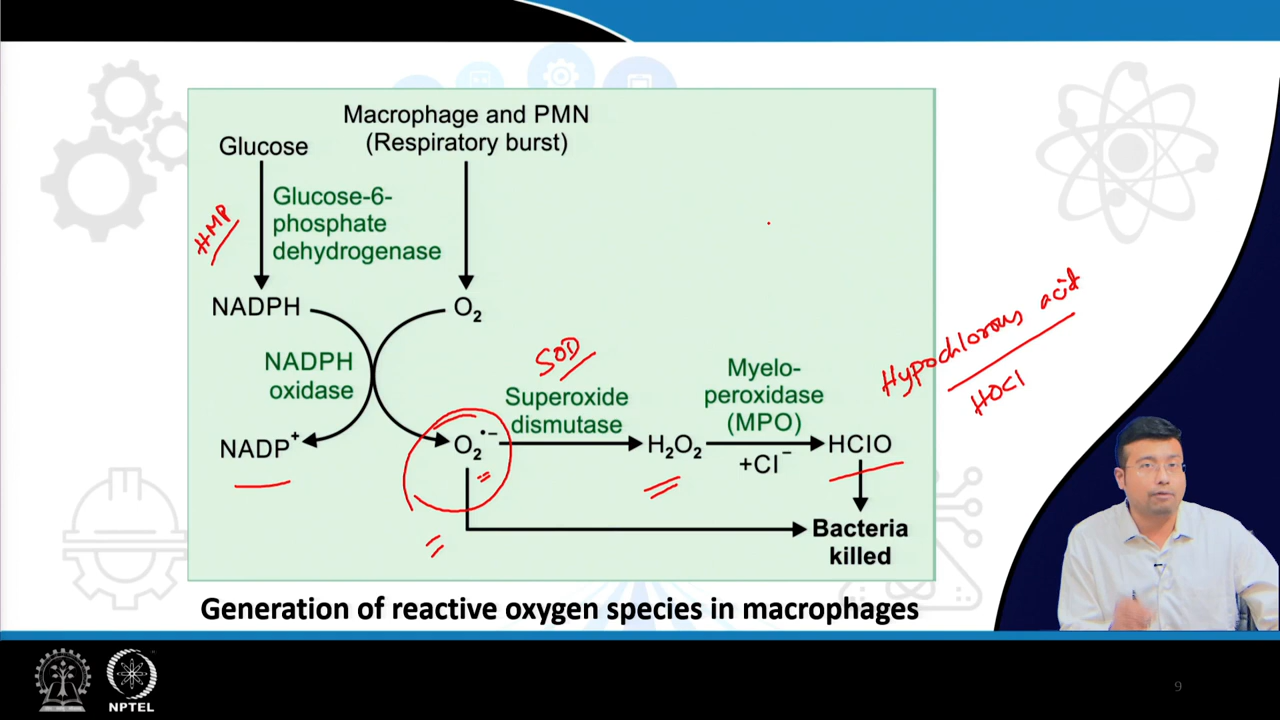 Macrophage and PMN
(Respiratory burst)
Glucose
Glucose-6-
phosphate
dehydrogenase
HMP
NADPH
O₂
NADPH
oxidase
NADP⁺
O₂•⁻
SOD
Superoxide
dismutase
H₂O₂
Myelo-
peroxidase
(MPO)
+Cl⁻
HClO
Hypochlorous acid
HOCl
Bacteria
killed
Generation of reactive oxygen species in macrophages
NPTEL
9